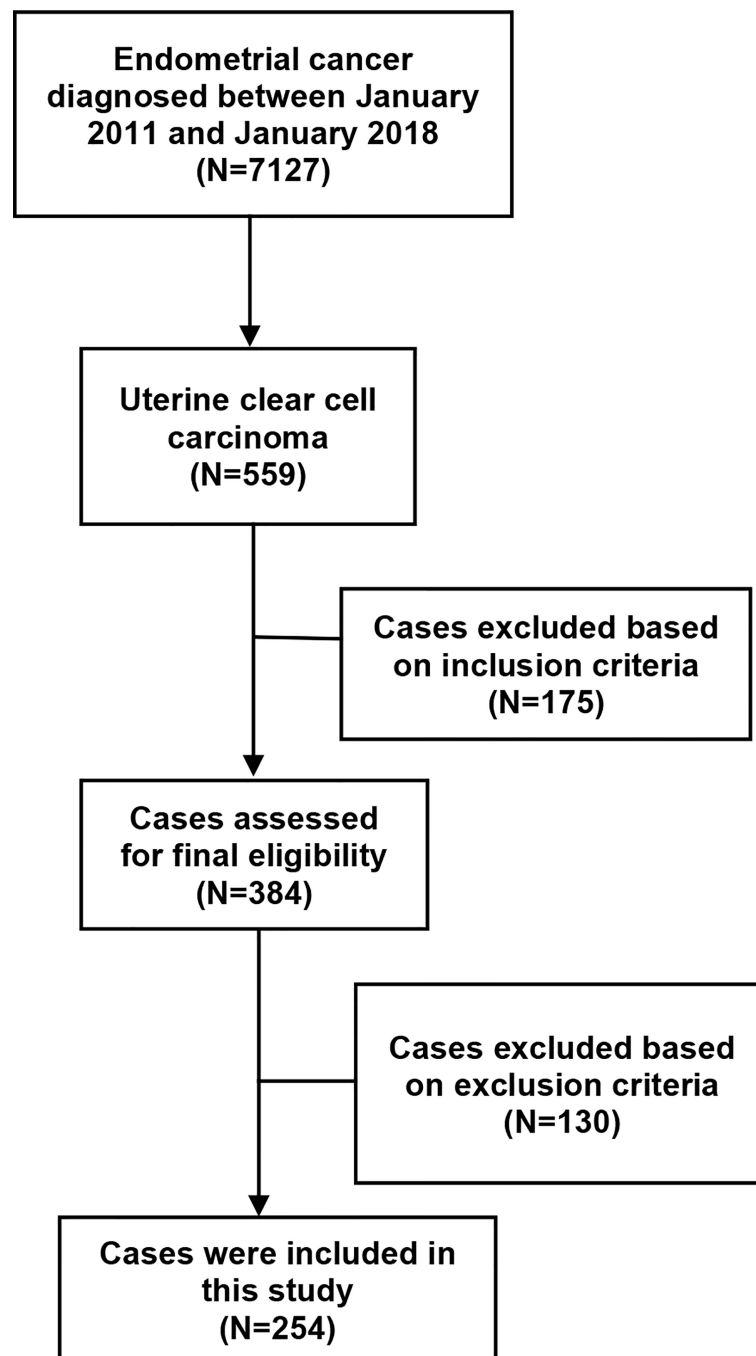 Endometrial cancer
diagnosed between January
2011 and January 2018
(N=7127)
Uterine clear cell
carcinoma
(N=559)
Cases excluded based
on inclusion criteria
(N=175)
Cases assessed
for final eligibility
(N=384)
Cases excluded based
on exclusion criteria
(N=130)
Cases were included in
this study
(N=254)